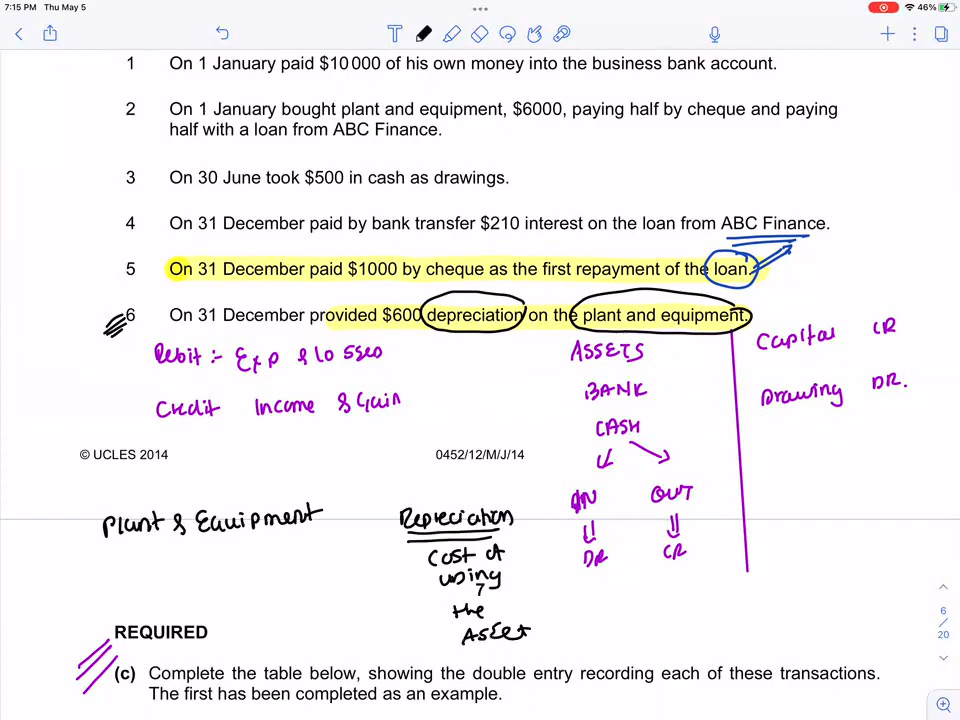 7:15 PM Thu May 5
46%
1 On 1 January paid $10 000 of his own money into the business bank account.
2 On 1 January bought plant and equipment, $6000, paying half by cheque and paying
half with a loan from ABC Finance.
3 On 30 June took $500 in cash as drawings.
4 On 31 December paid by bank transfer $210 interest on the loan from ABC Finance.
5 On 31 December paid $1000 by cheque as the first repayment of the loan.
6 On 31 December provided $600 depreciation on the plant and equipment.
Debit :- Exp & losses
Credit Income & Gain
ASSETS
BANK
CASH
IN OUT
DR CR
Capital CR
Drawing DR.
© UCLES 2014
0452/12/M/J/14
Plant & Equipment
Depreciation
cost of
using
7
the
Asset
REQUIRED
(c) Complete the table below, showing the double entry recording each of these transactions.
The first has been completed as an example.
6
/
20